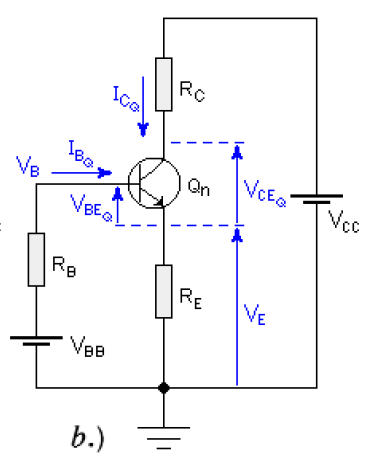 I_CQ
R_C
I_BQ
V_B
Q_n
V_BEQ
V_CEQ
V_CC
R_B
R_E
V_E
V_BB
b.)